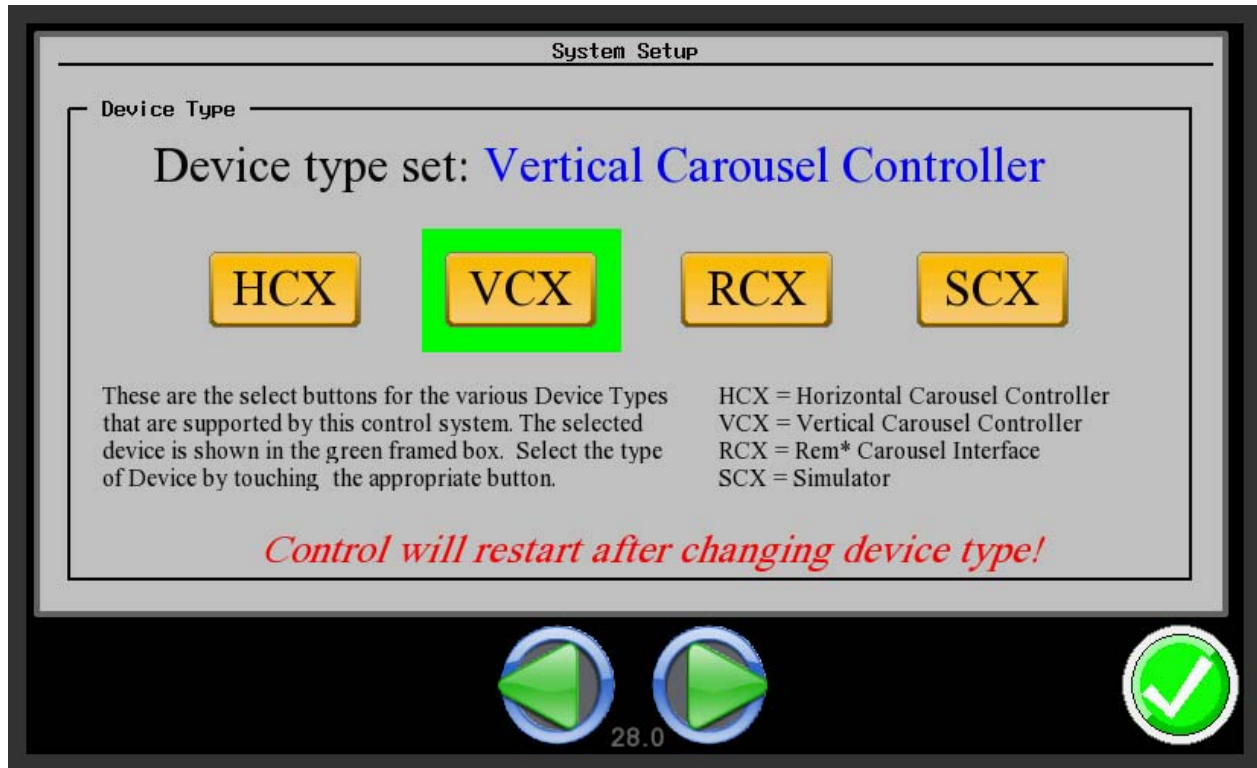 System Setup
Device Type
Device type set: Vertical Carousel Controller
HCX
VCX
RCX
SCX
These are the select buttons for the various Device Types
that are supported by this control system. The selected
device is shown in the green framed box. Select the type
of Device by touching the appropriate button.
HCX = Horizontal Carousel Controller
VCX = Vertical Carousel Controller
RCX = Rem* Carousel Interface
SCX = Simulator
Control will restart after changing device type!
28.0